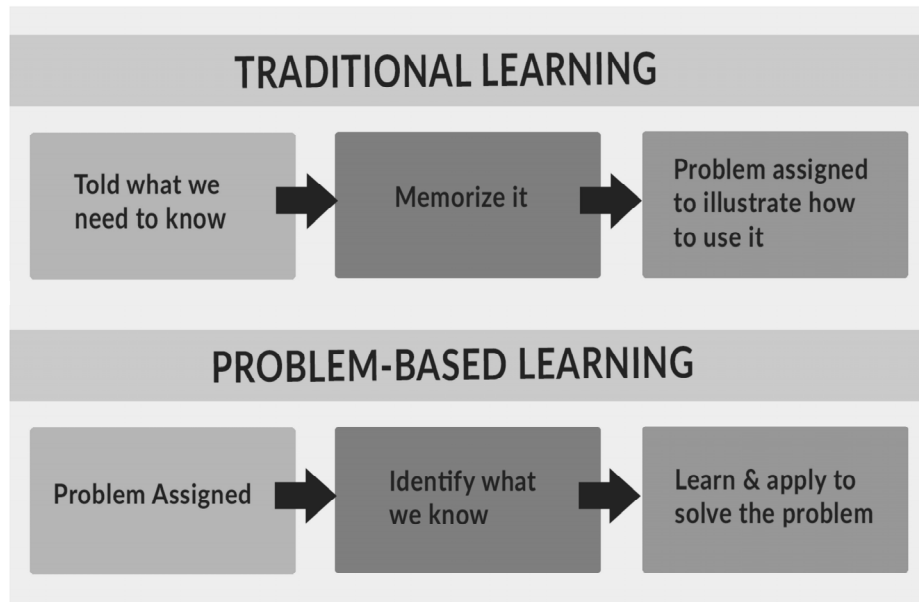 TRADITIONAL LEARNING
Told what we
need to know
Memorize it
Problem assigned
to illustrate how
to use it
PROBLEM-BASED LEARNING
Problem Assigned
Identify what
we know
Learn & apply to
solve the problem